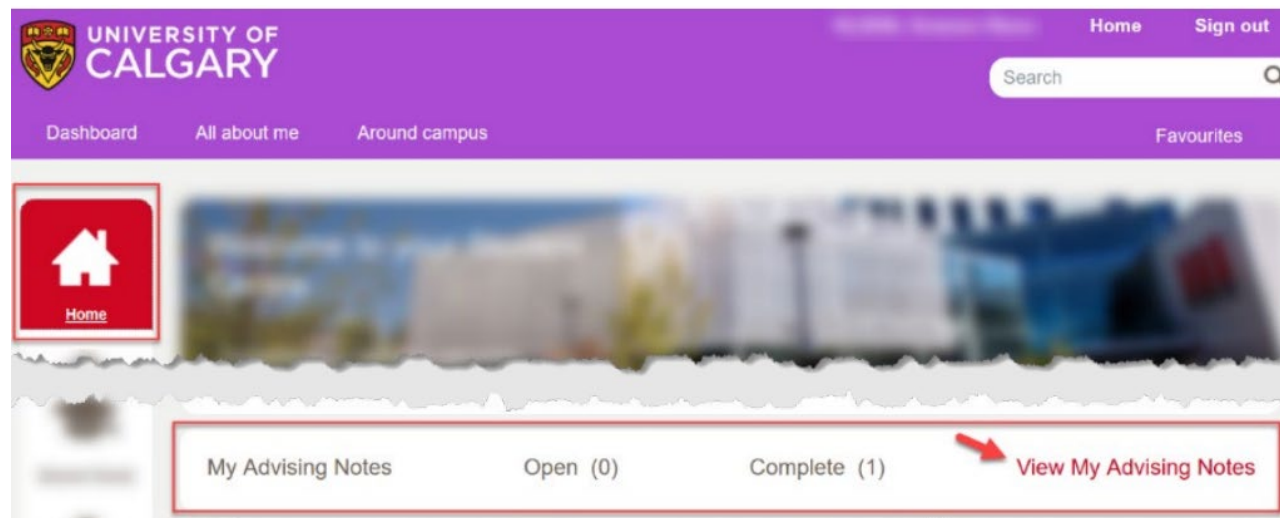 UNIVERSITY OF
CALGARY
Home Sign out
Search
Dashboard All about me Around campus Favourites
Home
My Advising Notes Open (0) Complete (1) View My Advising Notes